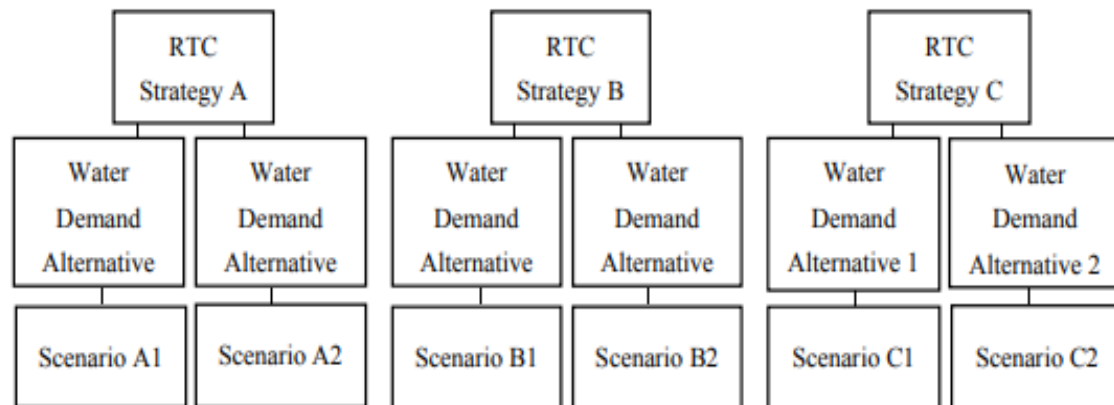 RTC
Strategy A
RTC
Strategy B
RTC
Strategy C
Water
Demand
Alternative
Water
Demand
Alternative
Water
Demand
Alternative
Water
Demand
Alternative
Water
Demand
Alternative 1
Water
Demand
Alternative 2
Scenario A1
Scenario A2
Scenario B1
Scenario B2
Scenario C1
Scenario C2